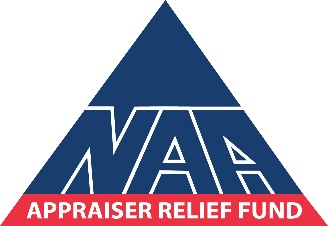 NAA
APPRAISER RELIEF FUND